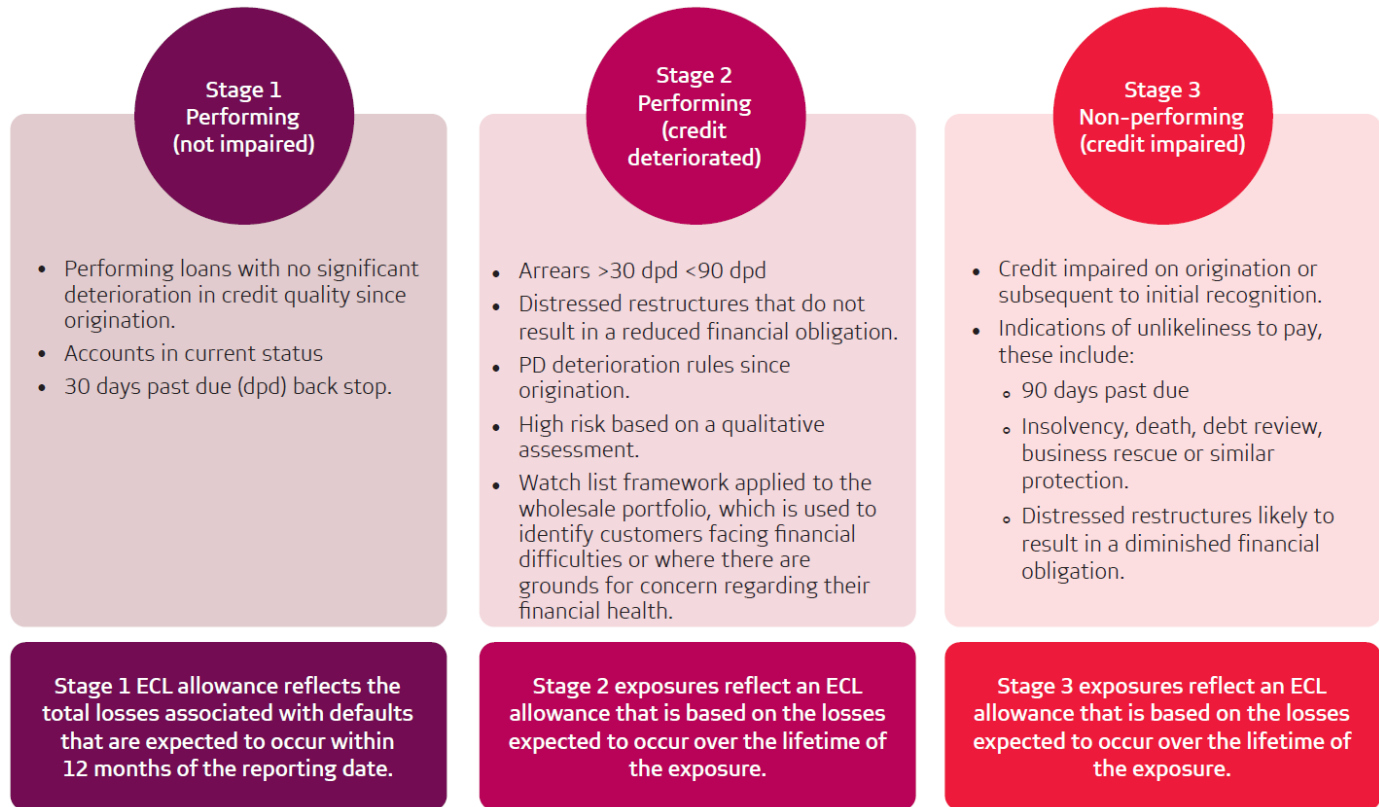 Stage 1
Performing
(not impaired)
• Performing loans with no significant
deterioration in credit quality since
origination.
• Accounts in current status
• 30 days past due (dpd) back stop.
Stage 1 ECL allowance reflects the
total losses associated with defaults
that are expected to occur within
12 months of the reporting date.
Stage 2
Performing
(credit
deteriorated)
• Arrears >30 dpd <90 dpd
• Distressed restructures that do not
result in a reduced financial obligation.
• PD deterioration rules since
origination.
• High risk based on a qualitative
assessment.
• Watch list framework applied to the
wholesale portfolio, which is used to
identify customers facing financial
difficulties or where there are
grounds for concern regarding their
financial health.
Stage 2 exposures reflect an ECL
allowance that is based on the losses
expected to occur over the lifetime of
the exposure.
Stage 3
Non-performing
(credit impaired)
• Credit impaired on origination or
subsequent to initial recognition.
• Indications of unlikeliness to pay,
these include:
∘ 90 days past due
∘ Insolvency, death, debt review,
business rescue or similar
protection.
∘ Distressed restructures likely to
result in a diminished financial
obligation.
Stage 3 exposures reflect an ECL
allowance that is based on the losses
expected to occur over the lifetime of
the exposure.